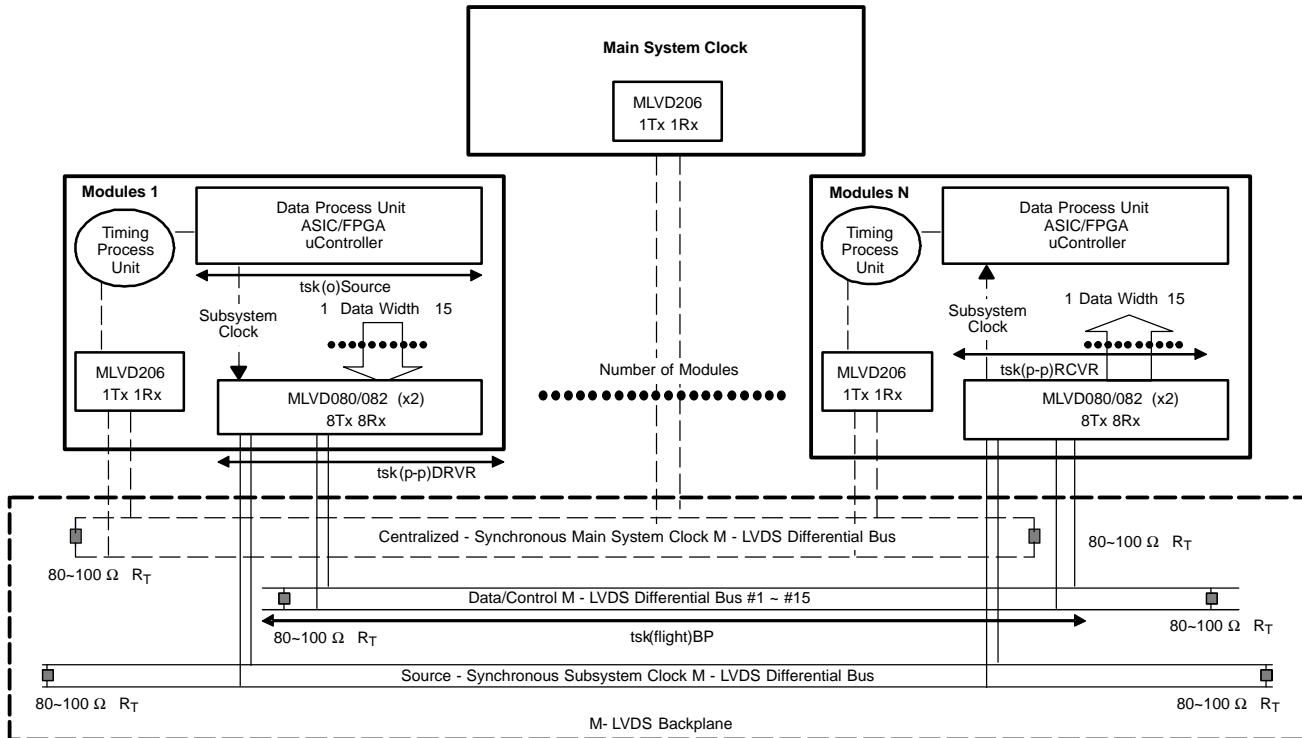 Main System Clock
MLVD206
1Tx 1Rx
Modules 1
Timing
Process
Unit
Data Process Unit
ASIC/FPGA
uController
tsk(o)Source
Subsystem
Clock
1 Data Width 15
MLVD206
1Tx 1Rx
MLVD080/082 (x2)
8Tx 8Rx
tsk(p-p)DRVR
Number of Modules
Modules N
Timing
Process
Unit
Data Process Unit
ASIC/FPGA
uController
Subsystem
Clock
1 Data Width 15
tsk(p-p)RCVR
MLVD206
1Tx 1Rx
MLVD080/082 (x2)
8Tx 8Rx
Centralized - Synchronous Main System Clock M - LVDS Differential Bus
80~100 Ω RT
80~100 Ω RT
Data/Control M - LVDS Differential Bus #1 ~ #15
80~100 Ω RT
tsk(flight)BP
80~100 Ω RT
Source - Synchronous Subsystem Clock M - LVDS Differential Bus
80~100 Ω RT
80~100 Ω RT
M- LVDS Backplane